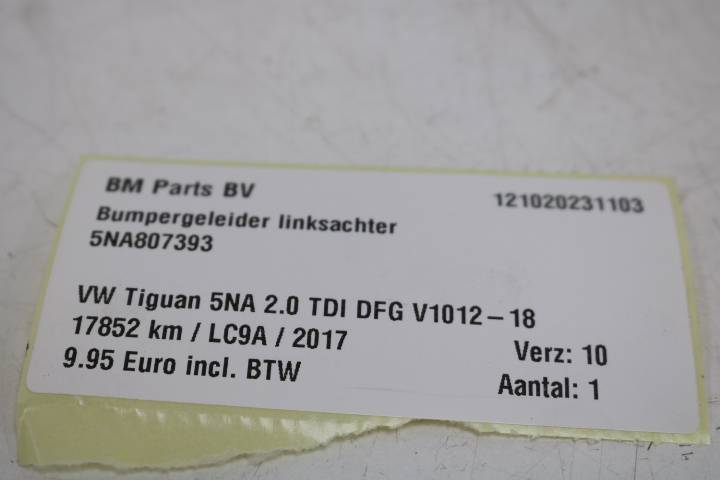 BM Parts BV 121020231103
Bumpergeleider linksachter
5NA807393
VW Tiguan 5NA 2.0 TDI DFG V1012-18
17852 km / LC9A / 2017 Verz: 10
9.95 Euro incl. BTW Aantal: 1